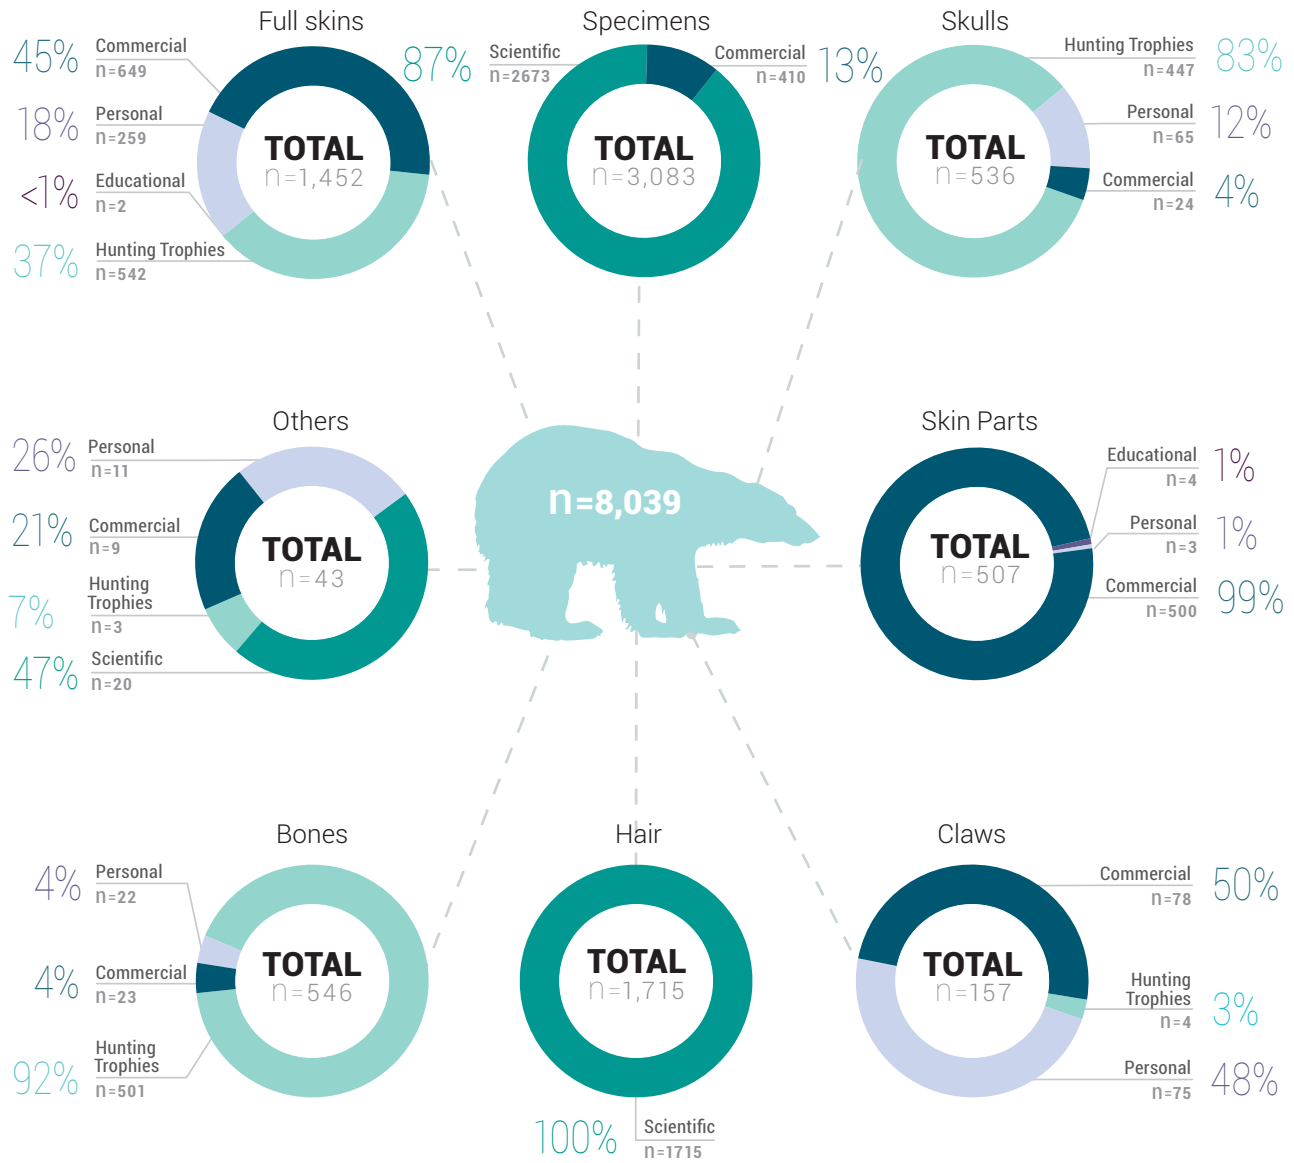 Full skins
45%
Commercial
n=649
18%
Personal
n=259
<1%
Educational
n=2
37%
Hunting Trophies
n=542
TOTAL
n=1,452
Specimens
87%
Scientific
n=2673
Commercial
n=410
13%
TOTAL
n=3,083
Skulls
Hunting Trophies
n=447
83%
Personal
n=65
12%
Commercial
n=24
4%
TOTAL
n=536
Others
26%
Personal
n=11
21%
Commercial
n=9
7%
Hunting
Trophies
n=3
47%
Scientific
n=20
TOTAL
n=43
n=8,039
Skin Parts
Educational
n=4
1%
Personal
n=3
1%
Commercial
n=500
99%
TOTAL
n=507
Bones
4%
Personal
n=22
4%
Commercial
n=23
92%
Hunting
Trophies
n=501
TOTAL
n=546
Hair
TOTAL
n=1,715
100%
Scientific
n=1715
Claws
Commercial
n=78
50%
Hunting
Trophies
n=4
3%
Personal
n=75
48%
TOTAL
n=157